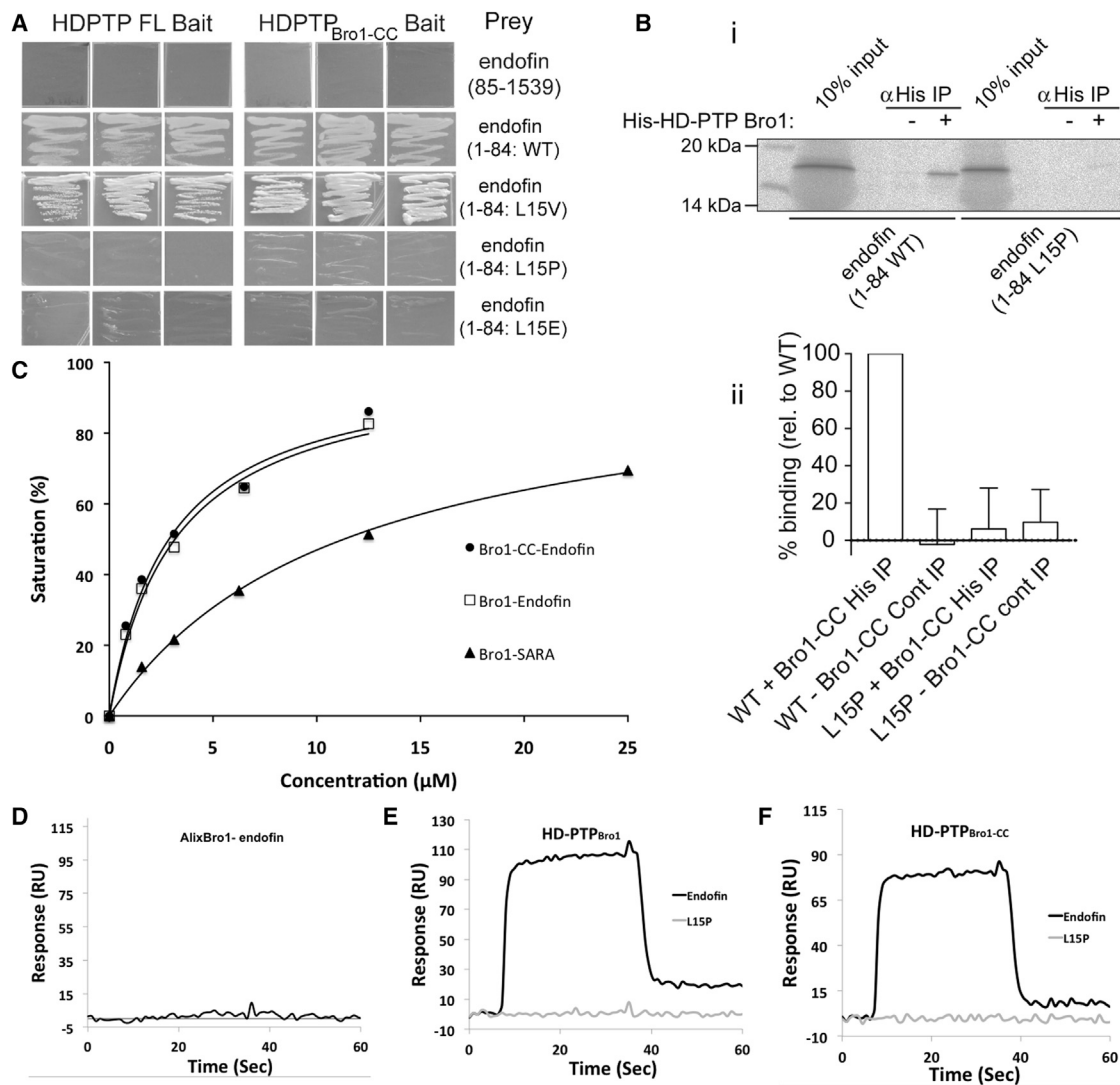 A
HDPTP FL Bait
HDPTP Bro1-CC Bait
Prey
endofin
(85-1539)
endofin
(1-84: WT)
endofin
(1-84: L15V)
endofin
(1-84: L15P)
endofin
(1-84: L15E)
B
i
10% input
αHis IP
10% input
αHis IP
His-HD-PTP Bro1:
- +
- +
20 kDa
14 kDa
endofin
(1-84 WT)
endofin
(1-84 L15P)
ii
% binding (rel. to WT)
100
80
60
40
20
0
WT + Bro1-CC His IP
WT - Bro1-CC Cont IP
L15P + Bro1-CC His IP
L15P - Bro1-CC cont IP
C
Saturation (%)
100
80
60
40
20
0
0 5 10 15 20 25
Concentration (μM)
Bro1-CC-Endofin
Bro1-Endofin
Bro1-SARA
D
AlixBro1- endofin
Response (RU)
115
95
75
55
35
15
-5
0 20 40 60
Time (Sec)
E
HD-PTPBro1
Response (RU)
130
110
90
70
50
30
10
-10
0 20 40 60
Time (Sec)
Endofin
L15P
F
HD-PTPBro1-CC
Response (RU)
115
90
65
40
15
-10
0 20 40 60
Time (Sec)
Endofin
L15P